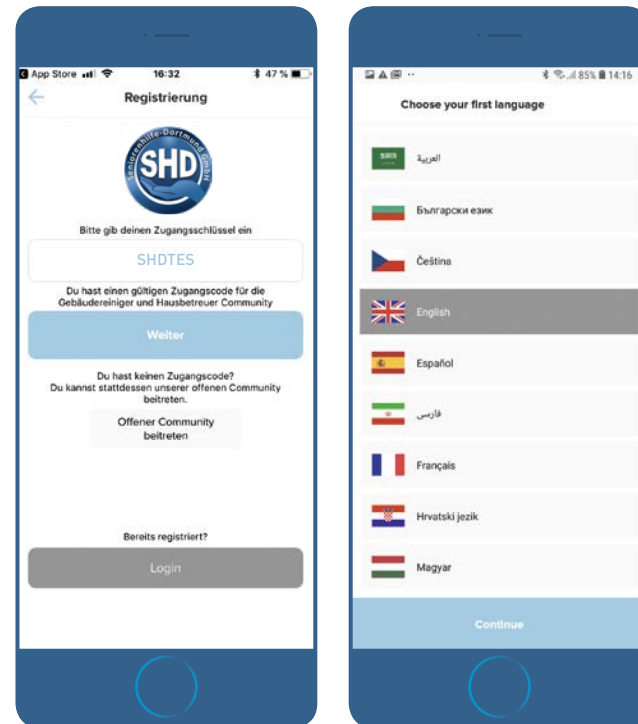 App Store
16:32
47 %
Registrierung
Seniorenhilfe-Dortmund GmbH
SHD
Bitte gib deinen Zugangsschlüssel ein
SHDTES
Du hast einen gültigen Zugangscode für die
Gebäudereiniger und Hausbetreuer Community
Weiter
Du hast keinen Zugangscode?
Du kannst stattdessen unserer offenen Community
beitreten.
Offener Community
beitreten
Bereits registriert?
Login
85% 14:16
Choose your first language
العربية
Български език
Čeština
English
Español
فارسی
Français
Hrvatski jezik
Magyar
Continue